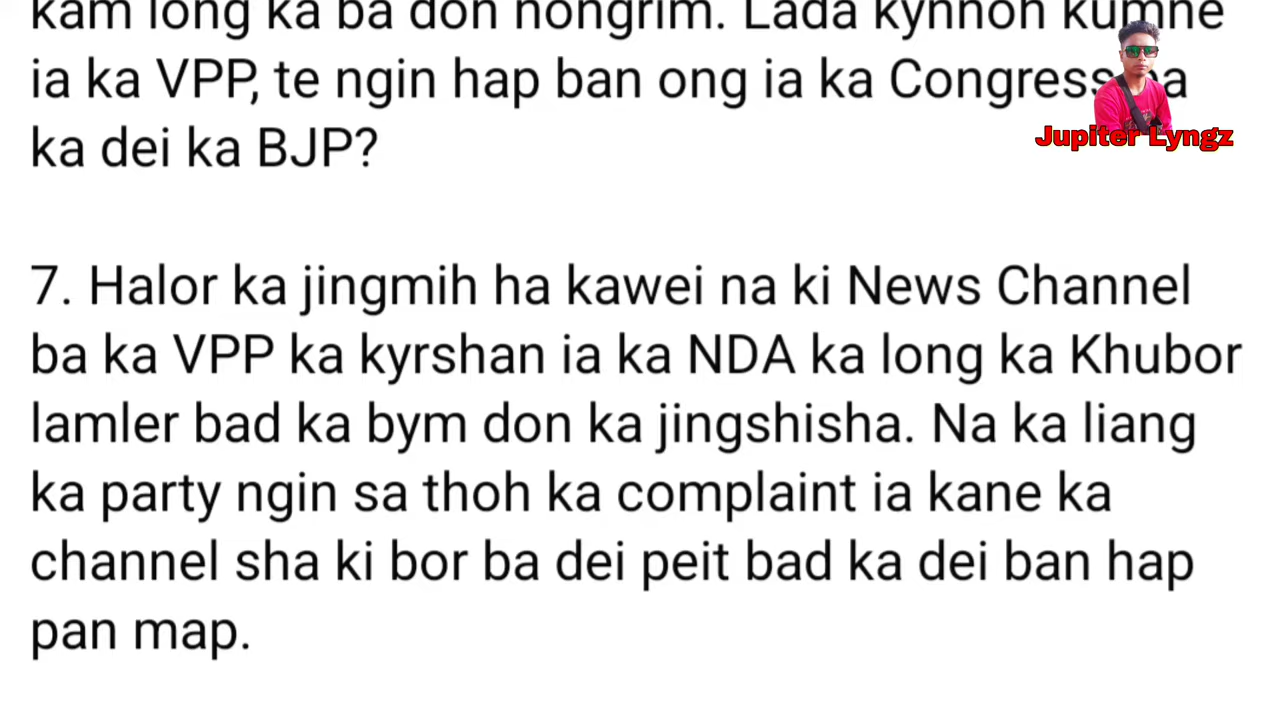 kam long ka ba don nongrim. Lada kynnoh kumne
ia ka VPP, te ngin hap ban ong ia ka Congress ba
ka dei ka BJP?
Jupiter Lyngz
7. Halor ka jingmih ha kawei na ki News Channel
ba ka VPP ka kyrshan ia ka NDA ka long ka Khubor
lamler bad ka bym don ka jingshisha. Na ka liang
ka party ngin sa thoh ka complaint ia kane ka
channel sha ki bor ba dei peit bad ka dei ban hap
pan map.